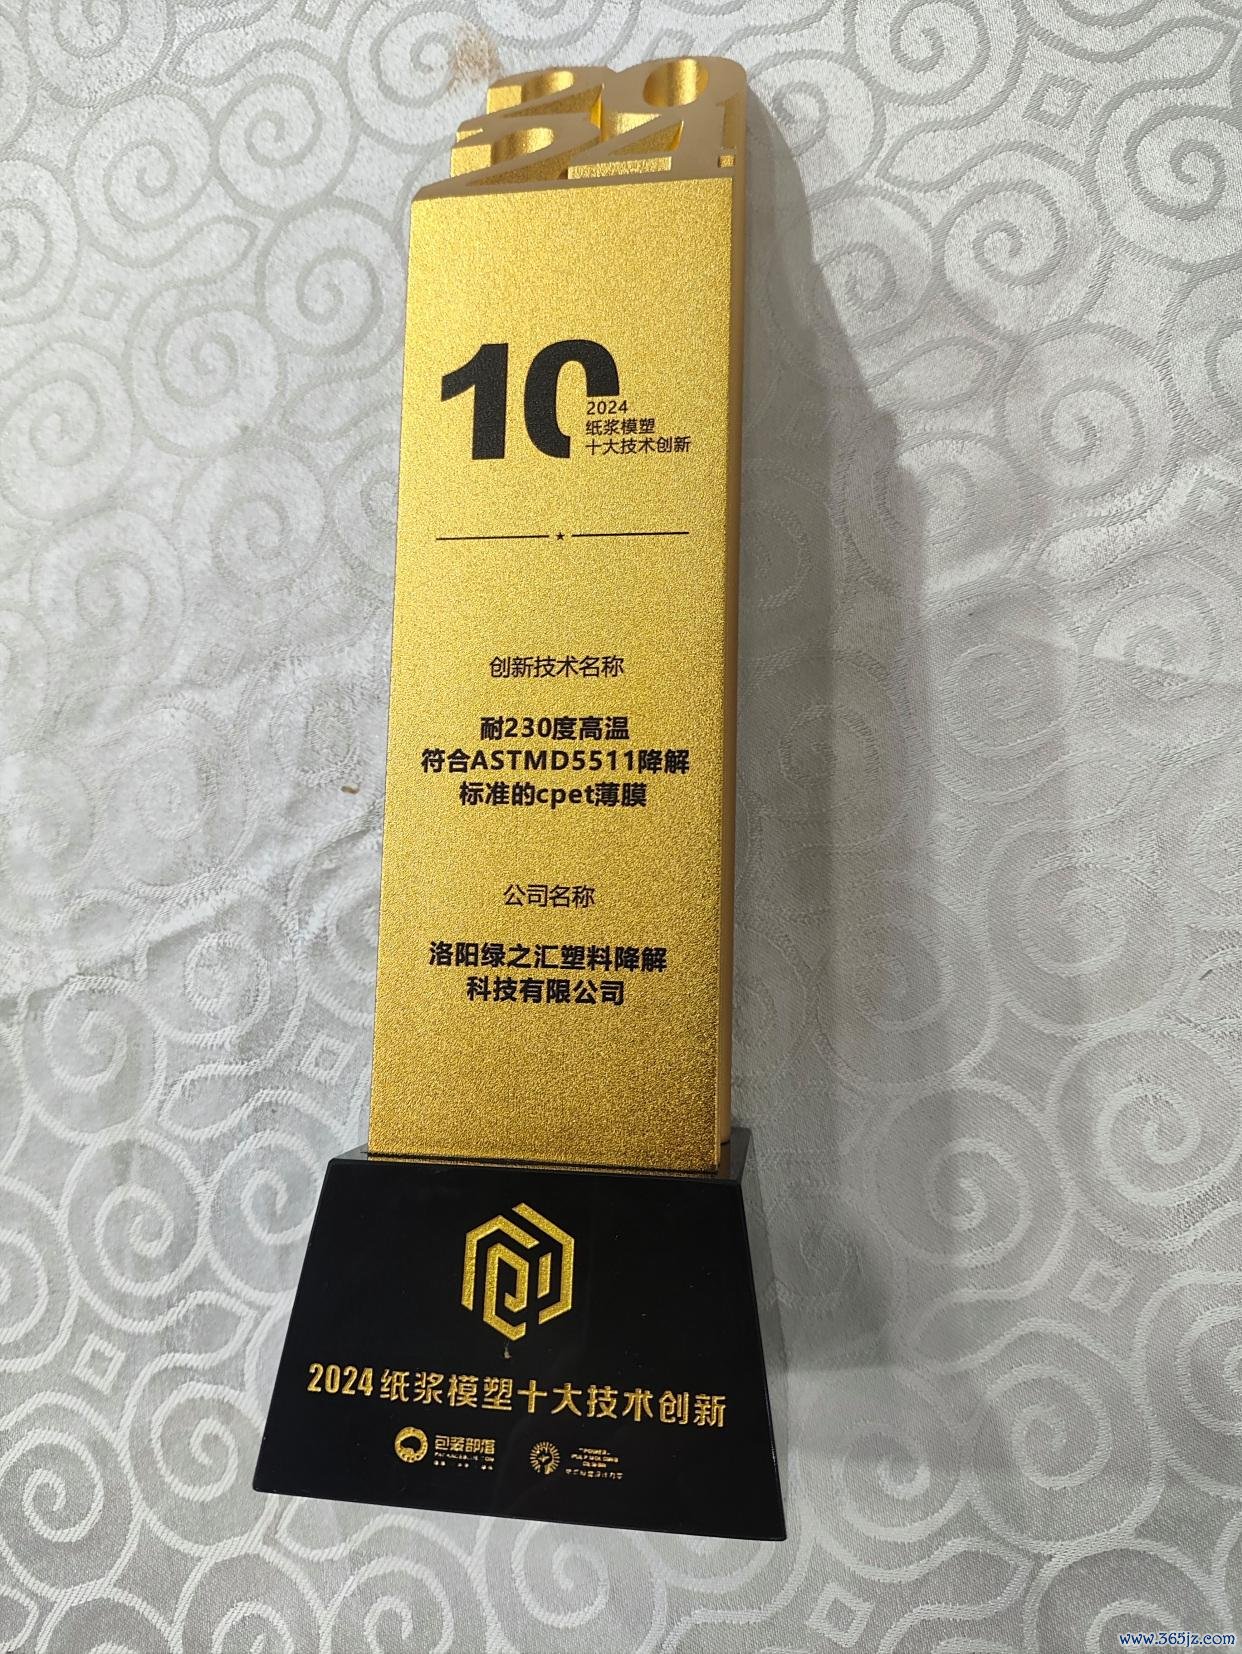 2024
10
2024
纸浆模塑
十大技术创新
创新技术名称
耐230度高温
符合ASTMD5511降解
标准的cpet薄膜
公司名称
洛阳绿之汇塑料降解
科技有限公司
2024纸浆模塑十大技术创新
包装部落
www.365jz.com